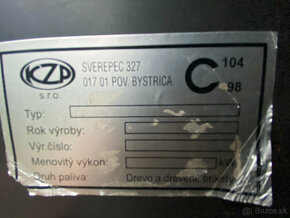 KZP
s.r.o
SVEREPEC 327
017 01 POV. BYSTRICA
C 104
98
Typ:
Rok výroby:
Výr.číslo:
Menovitý výkon: kW
Druh paliva: Drevo a drevené brikety
bazos.sk